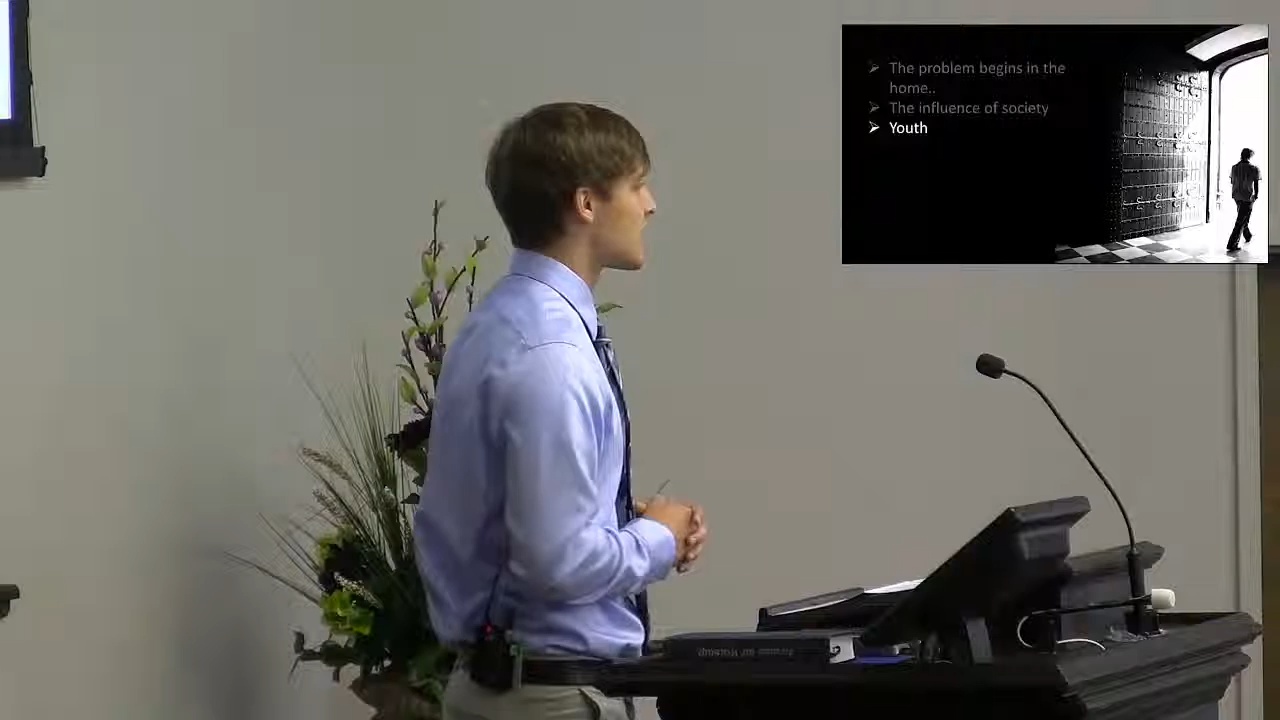 The problem begins in the
home..
The influence of society
Youth